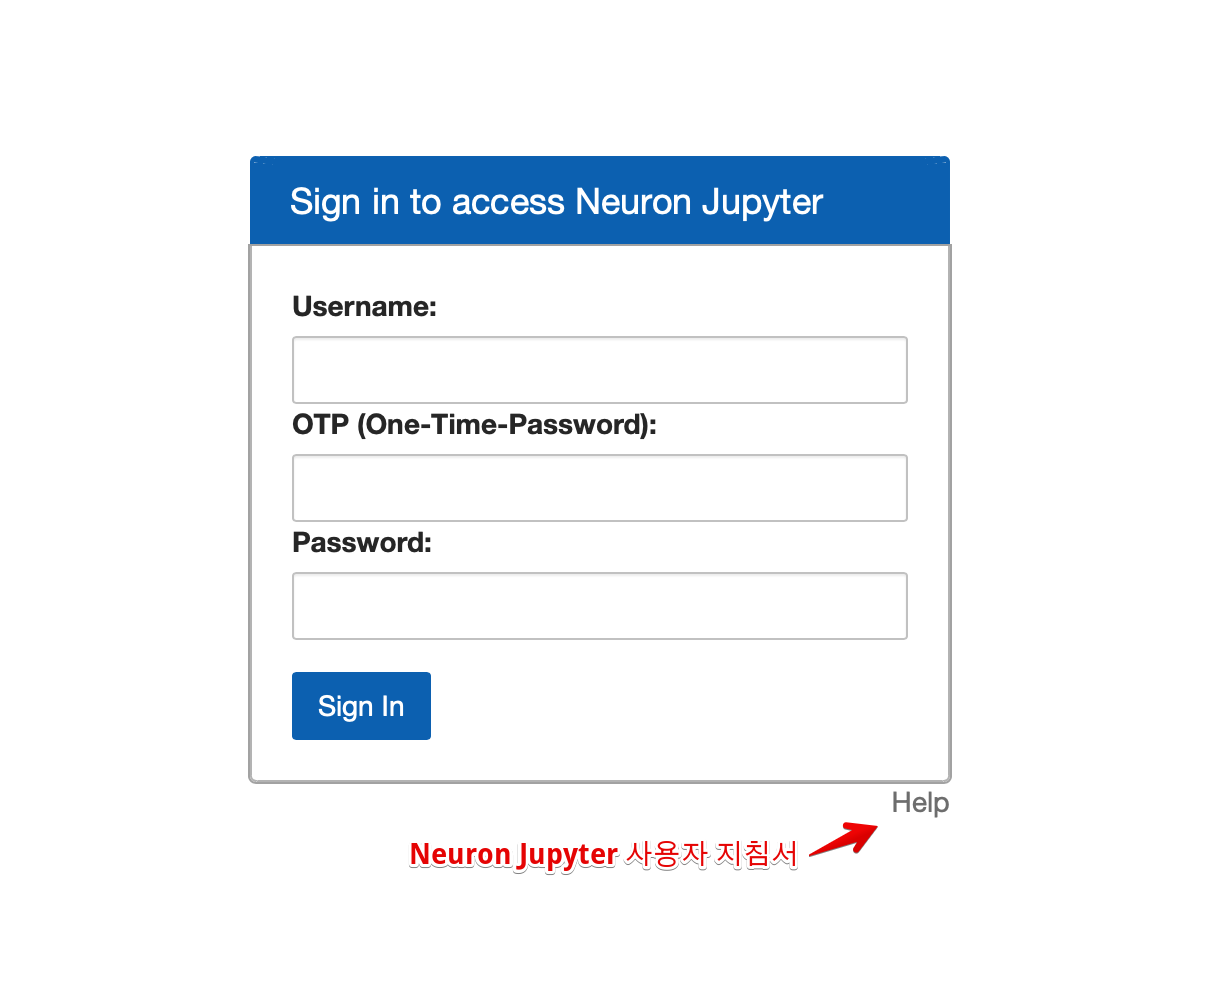 Sign in to access Neuron Jupyter
Username:
OTP (One-Time-Password):
Password:
Sign In
Help
Neuron Jupyter 사용자 지침서